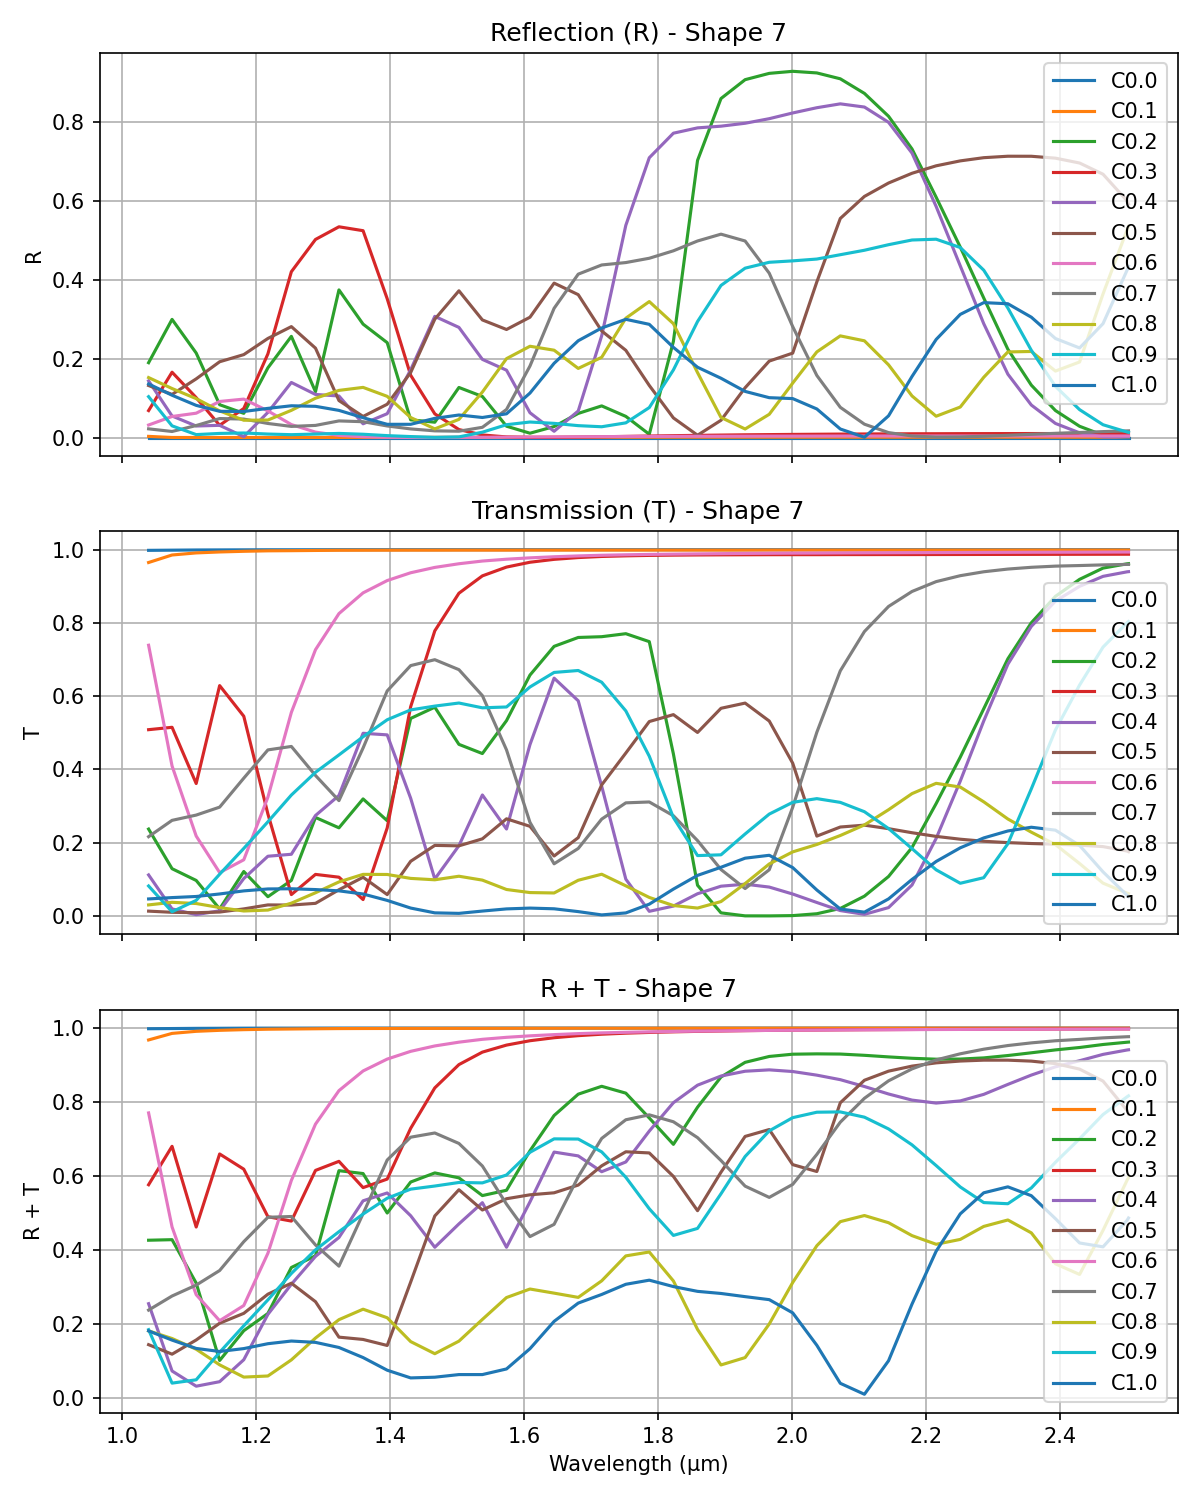 Reflection (R) - Shape 7
R
0.8
0.6
0.4
0.2
0.0
C0.0
C0.1
C0.2
C0.3
C0.4
C0.5
C0.6
C0.7
C0.8
C0.9
C1.0
Transmission (T) - Shape 7
T
1.0
0.8
0.6
0.4
0.2
0.0
C0.0
C0.1
C0.2
C0.3
C0.4
C0.5
C0.6
C0.7
C0.8
C0.9
C1.0
R + T - Shape 7
R + T
1.0
0.8
0.6
0.4
0.2
0.0
C0.0
C0.1
C0.2
C0.3
C0.4
C0.5
C0.6
C0.7
C0.8
C0.9
C1.0
1.0 1.2 1.4 1.6 1.8 2.0 2.2 2.4
Wavelength (μm)